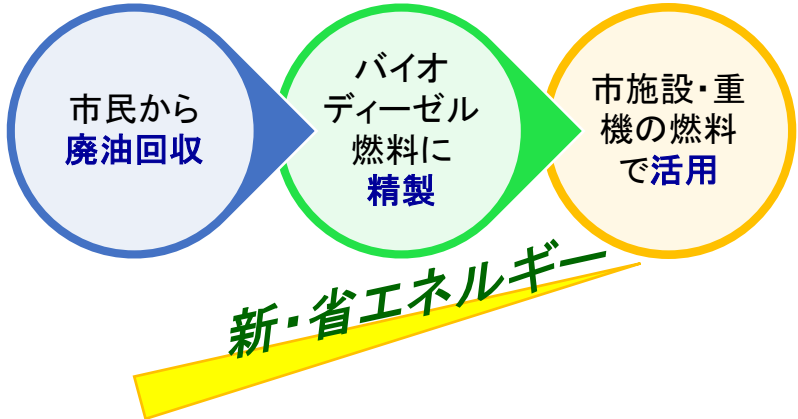 市民から
廃油回収
バイオ
ディーゼル
燃料に
精製
市施設・重
機の燃料
で活用
新・省エネルギー